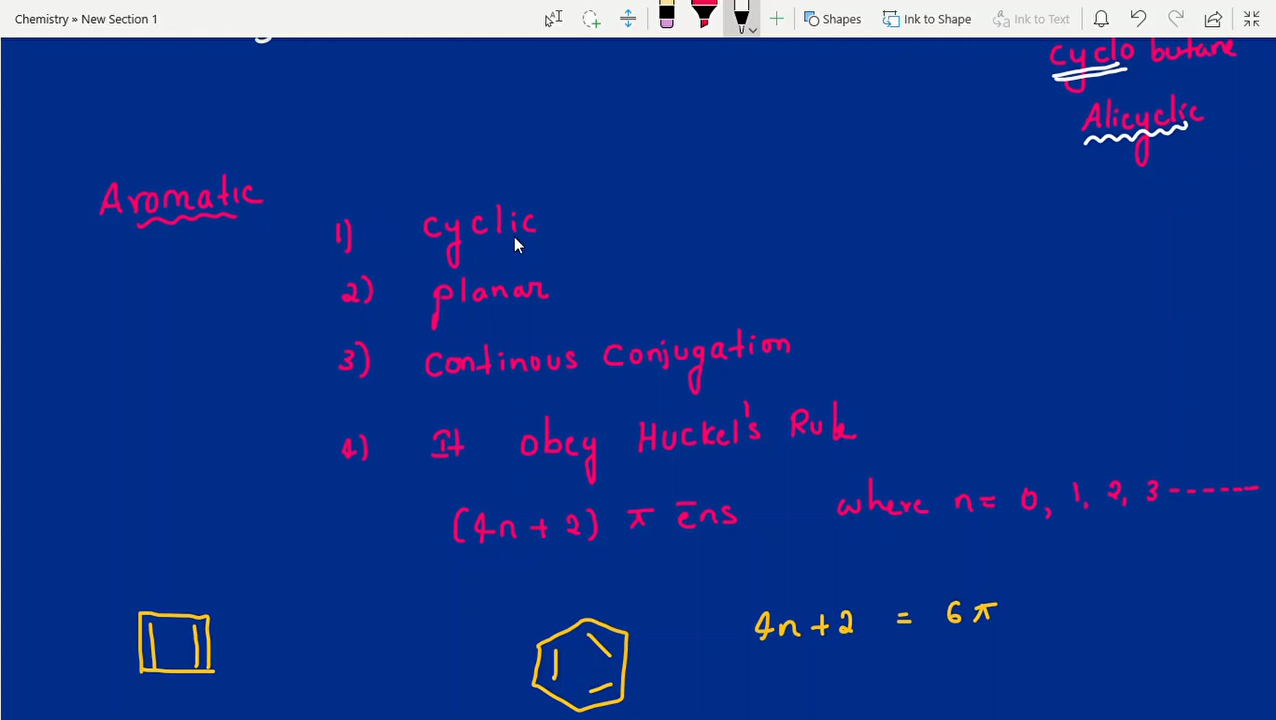 Chemistry » New Section 1
Shapes
Ink to Shape
Ink to Text
Cyclo butane
Alicyclic
Aromatic
1) Cyclic
2) planar
3) Continous Conjugation
4) It obey Huckel's Rule
(4n + 2) π ēns where n = 0, 1, 2, 3 -------
4n + 2 = 6 π